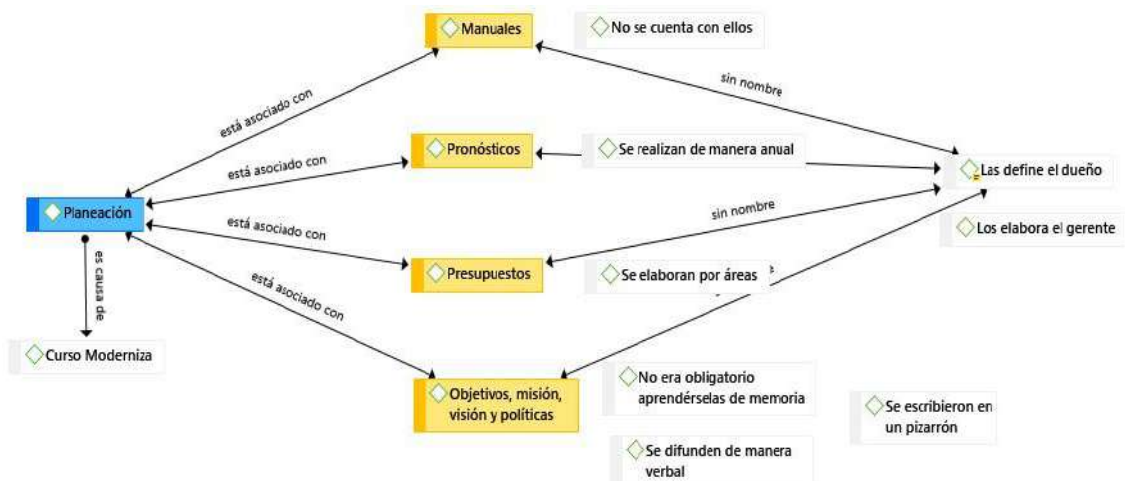 Manuales
No se cuenta con ellos
sin nombre
está asociado con
Pronósticos
Se realizan de manera anual
está asociado con
Las define el dueño
Planeación
sin nombre
está asociado con
Los elabora el gerente
Presupuestos
Se elaboran por áreas
es causa de
está asociado con
Curso Moderniza
Objetivos, misión,
visión y políticas
No era obligatorio
aprendérselas de memoria
Se escribieron en
un pizarrón
Se difunden de manera
verbal